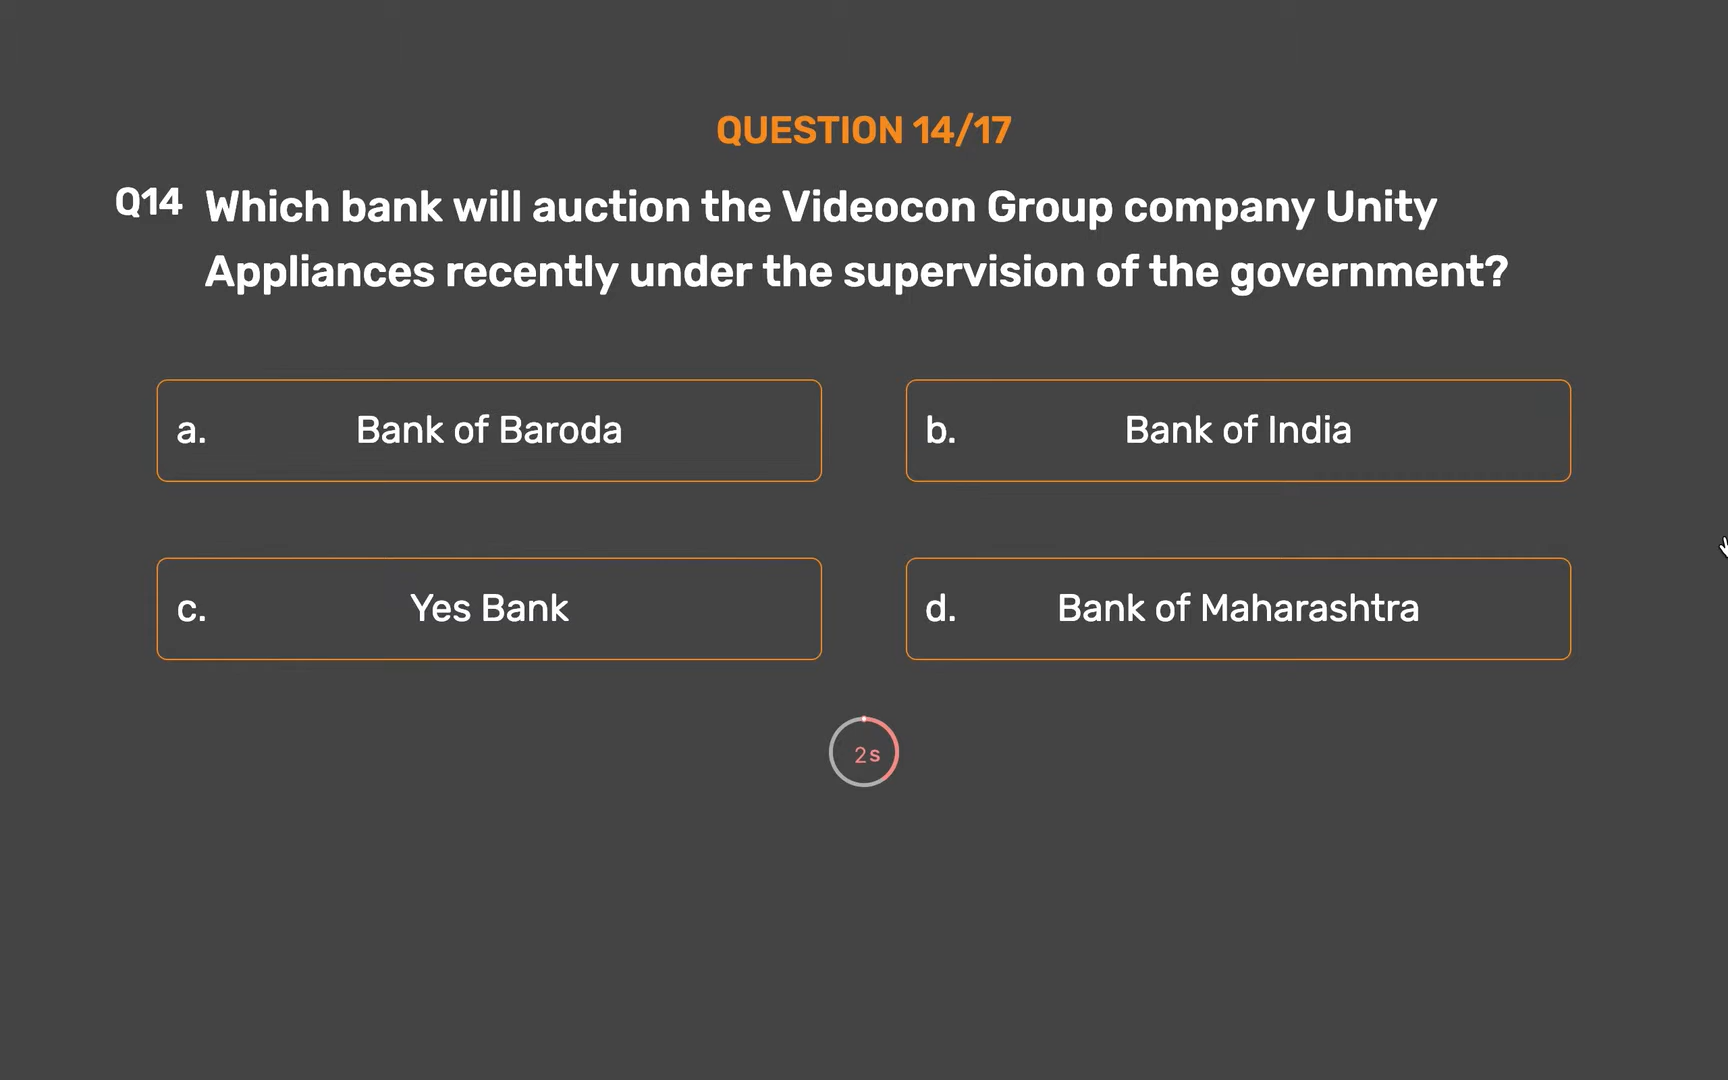 QUESTION 14/17
Q14 Which bank will auction the Videocon Group company Unity
Appliances recently under the supervision of the government?
a. Bank of Baroda
b. Bank of India
c. Yes Bank
d. Bank of Maharashtra
2s